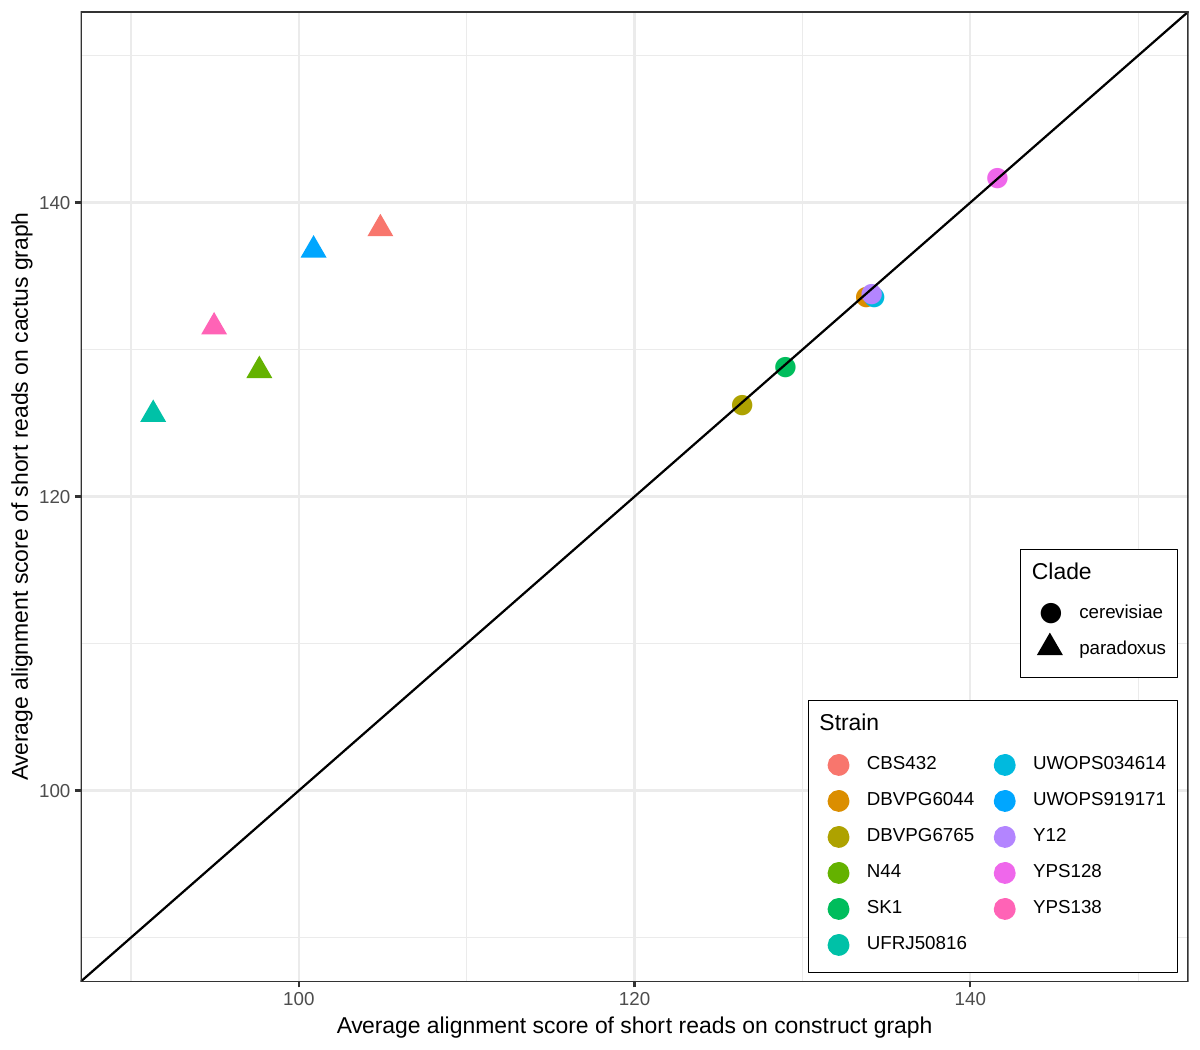 Average alignment score of short reads on cactus graph
140
120
100
Clade
cerevisiae
paradoxus
Strain
CBS432
DBVPG6044
DBVPG6765
N44
SK1
UFRJ50816
UWOPS034614
UWOPS919171
Y12
YPS128
YPS138
100
120
140
Average alignment score of short reads on construct graph